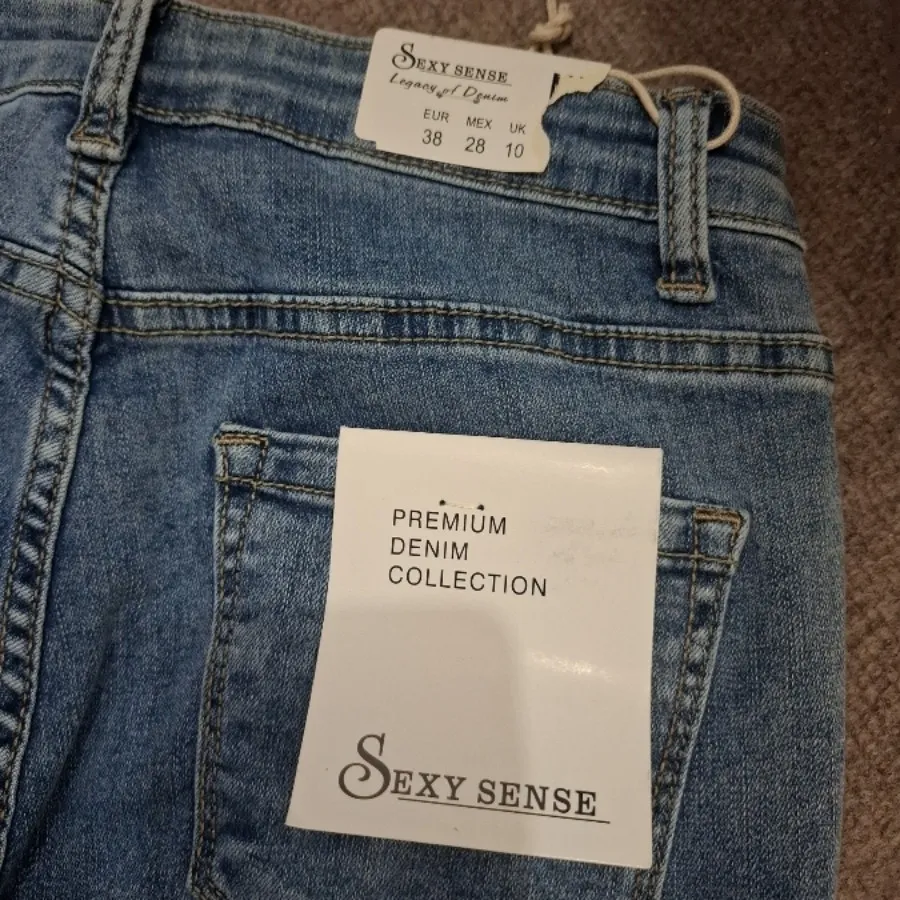 SEXY SENSE
Legacy of Denim
EUR MEX UK
38 28 10
PREMIUM
DENIM
COLLECTION
SEXY SENSE